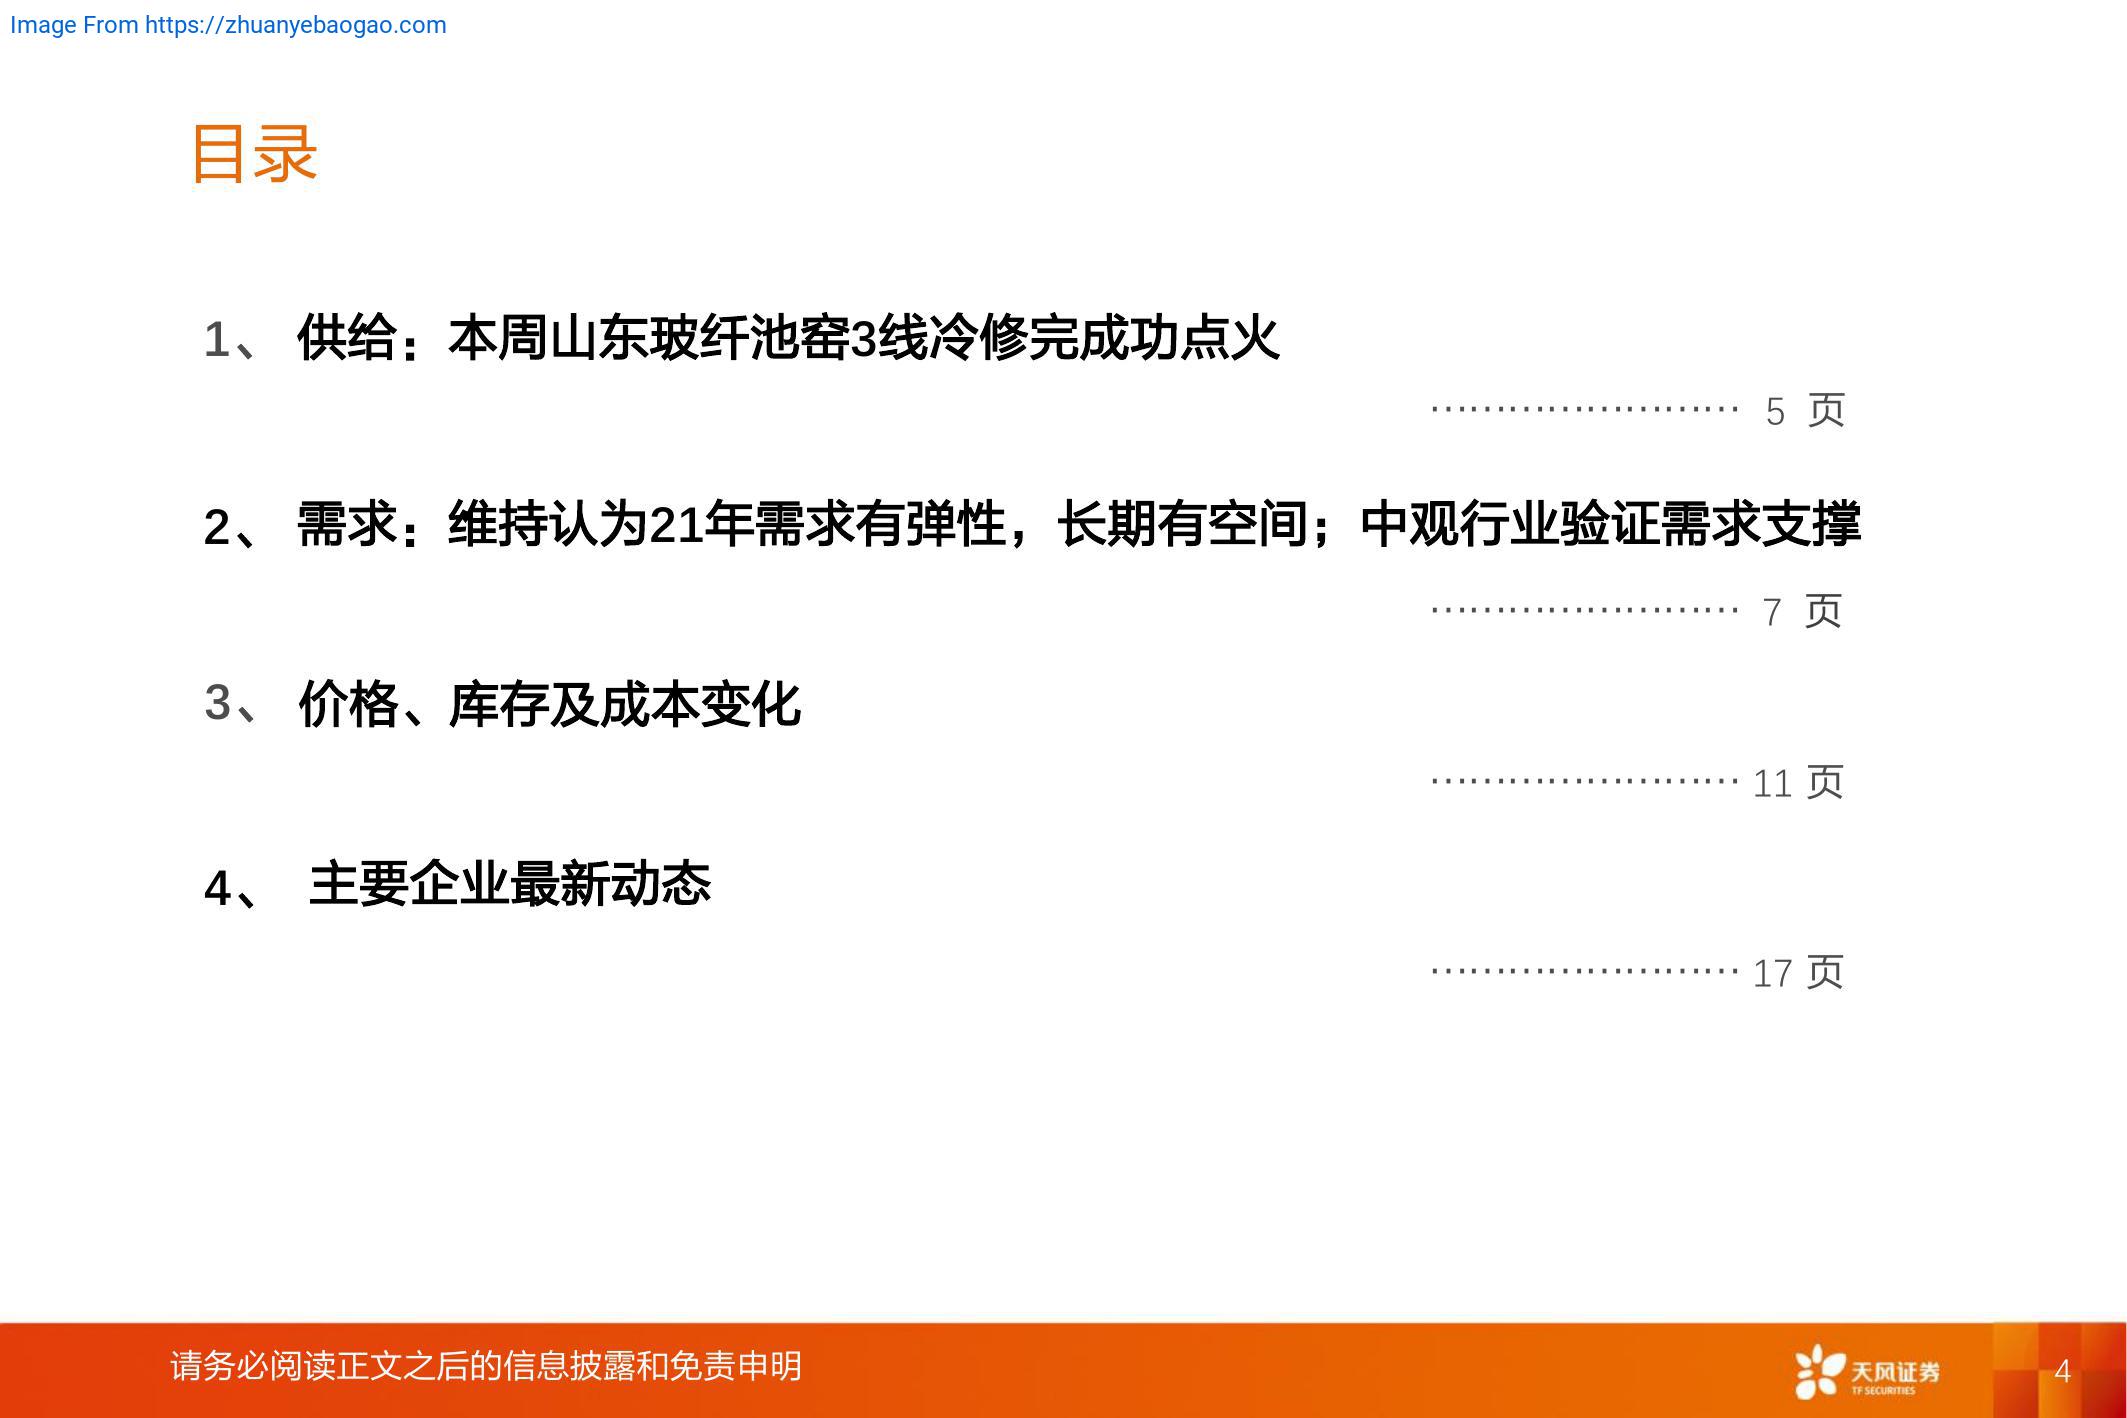 Image From https://zhuanyebaogao.com
目录
1、 供给：本周山东玻纤池窑3线冷修完成功点火
························ 5 页
2、 需求：维持认为21年需求有弹性，长期有空间；中观行业验证需求支撑
························ 7 页
3、 价格、库存及成本变化
························ 11 页
4、 主要企业最新动态
························ 17 页
请务必阅读正文之后的信息披露和免责申明
天风证券
TF SECURITIES
4